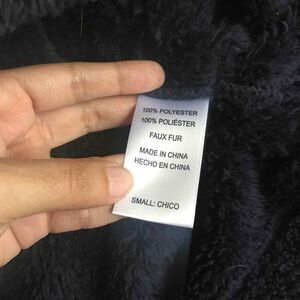 100% POLYESTER
100% POLIÉSTER
FAUX FUR
MADE IN CHINA
HECHO EN CHINA
SMALL: CHICO